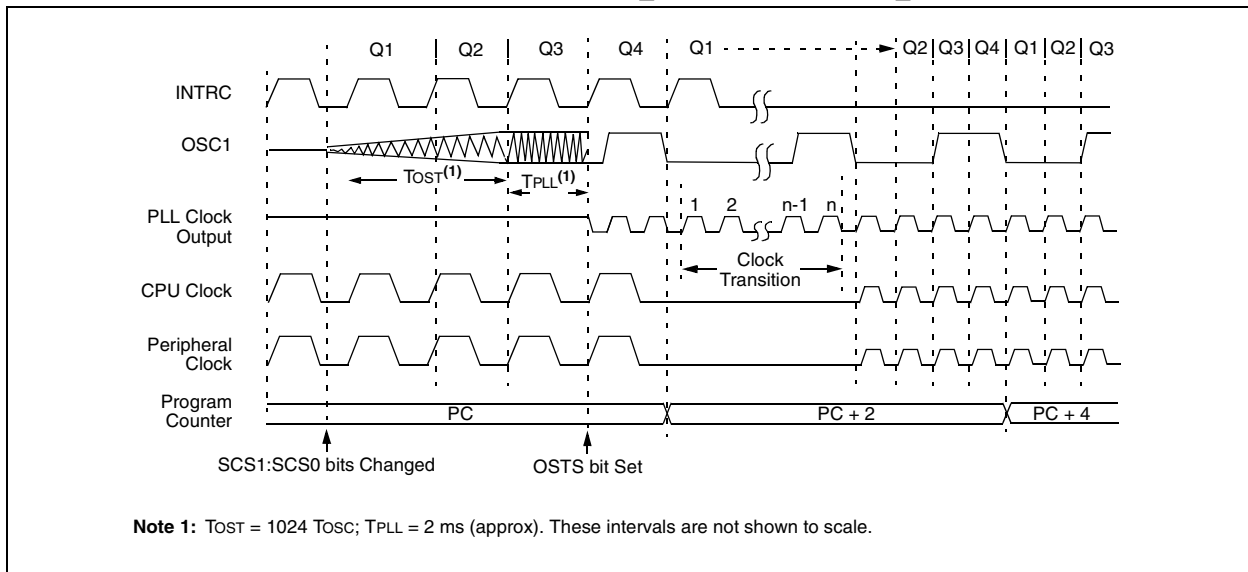 Q1 Q2 Q3 Q4 Q1 Q2 Q3 Q4 Q1 Q2 Q3
INTRC
OSC1
TOST(1) TPLL(1)
PLL Clock
Output
1 2 n-1 n
Clock
Transition
CPU Clock
Peripheral
Clock
Program
Counter
PC PC + 2 PC + 4
SCS1:SCS0 bits Changed OSTS bit Set
Note 1: TOST = 1024 TOSC; TPLL = 2 ms (approx). These intervals are not shown to scale.